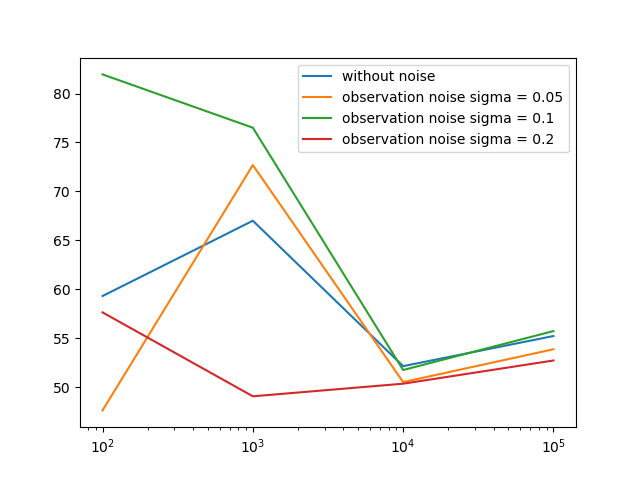 without noise
observation noise sigma = 0.05
observation noise sigma = 0.1
observation noise sigma = 0.2
80
75
70
65
60
55
50
10²
10³
10⁴
10⁵